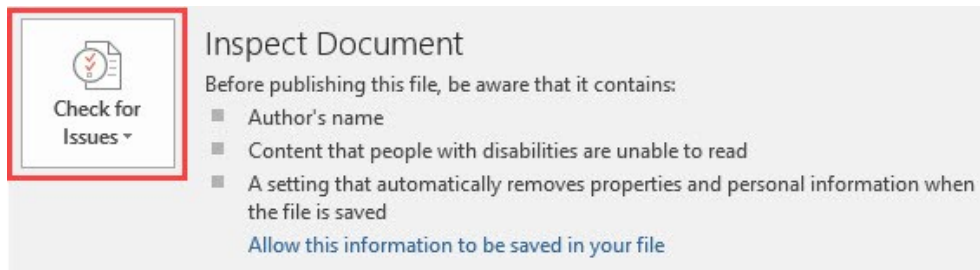 Check for
Issues
Inspect Document
Before publishing this file, be aware that it contains:
Author's name
Content that people with disabilities are unable to read
A setting that automatically removes properties and personal information when
the file is saved
Allow this information to be saved in your file